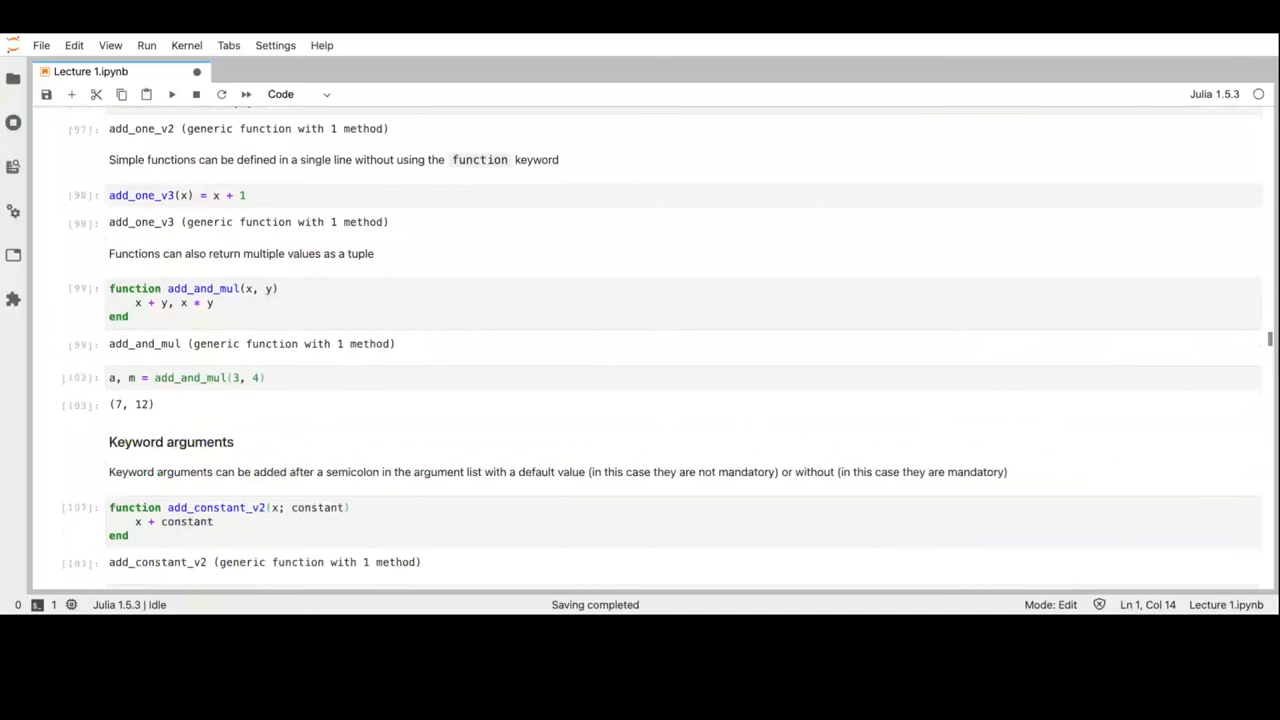 File Edit View Run Kernel Tabs Settings Help
Lecture 1.ipynb
Code
Julia 1.5.3
[97]: add_one_v2 (generic function with 1 method)
Simple functions can be defined in a single line without using the function keyword
[98]: add_one_v3(x) = x + 1
[98]: add_one_v3 (generic function with 1 method)
Functions can also return multiple values as a tuple
[99]: function add_and_mul(x, y)
x + y, x * y
end
[99]: add_and_mul (generic function with 1 method)
[103]: a, m = add_and_mul(3, 4)
[103]: (7, 12)
Keyword arguments
Keyword arguments can be added after a semicolon in the argument list with a default value (in this case they are not mandatory) or without (in this case they are mandatory)
[107]: function add_constant_v2(x; constant)
x + constant
end
add_constant_v2 (generic function with 1 method)
0 1 Julia 1.5.3 | Idle Saving completed Mode: Edit Ln 1, Col 14 Lecture 1.ipynb